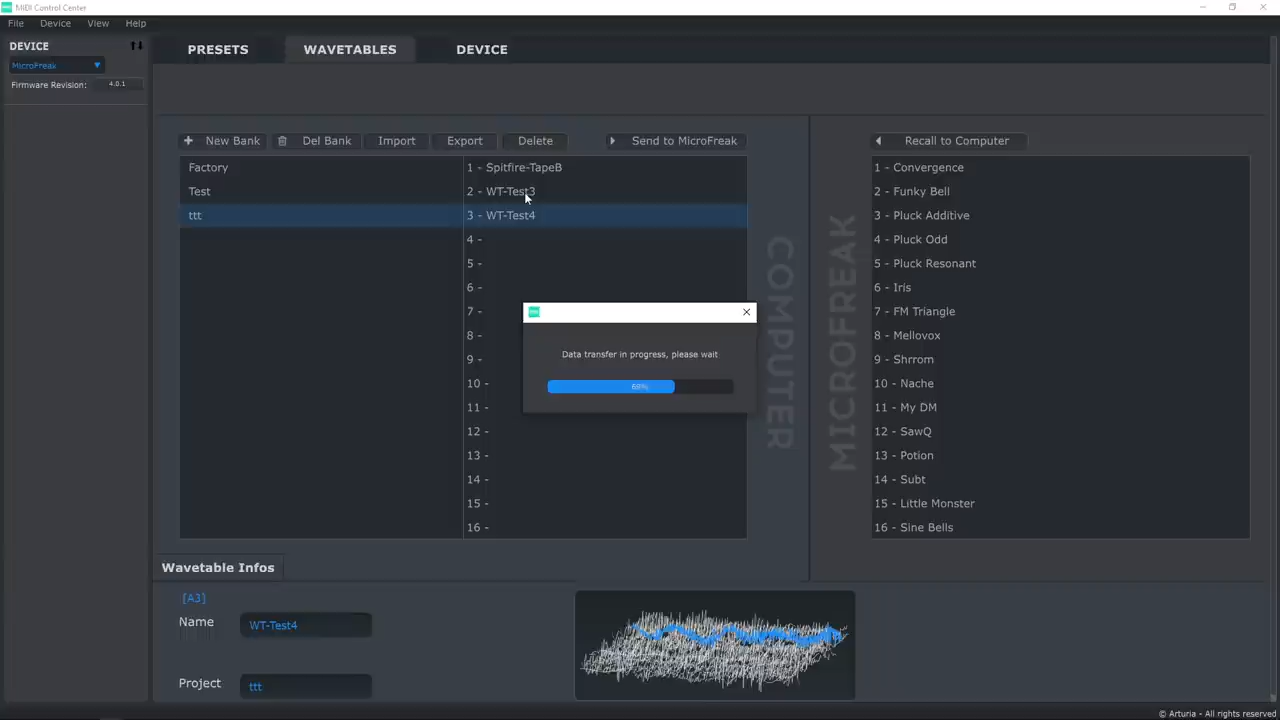 MIDI Control Center
File Device View Help
DEVICE
MicroFreak
Firmware Revision: 4.0.1
PRESETS WAVETABLES DEVICE
New Bank Del Bank Import Export Delete Send to MicroFreak
Factory
Test
ttt
1 - Spitfire-TapeB
2 - WT-Test3
3 - WT-Test4
4 -
5 -
6 -
7 -
8 -
9 -
10 -
11 -
12 -
13 -
14 -
15 -
16 -
COMPUTER
MICROFREAK
Recall to Computer
1 - Convergence
2 - Funky Bell
3 - Pluck Additive
4 - Pluck Odd
5 - Pluck Resonant
6 - Iris
7 - FM Triangle
8 - Mellovox
9 - Shrrom
10 - Nache
11 - My DM
12 - SawQ
13 - Potion
14 - Subt
15 - Little Monster
16 - Sine Bells
Data transfer in progress, please wait
68%
Wavetable Infos
[A3]
Name WT-Test4
Project ttt
© Arturia - All rights reserved